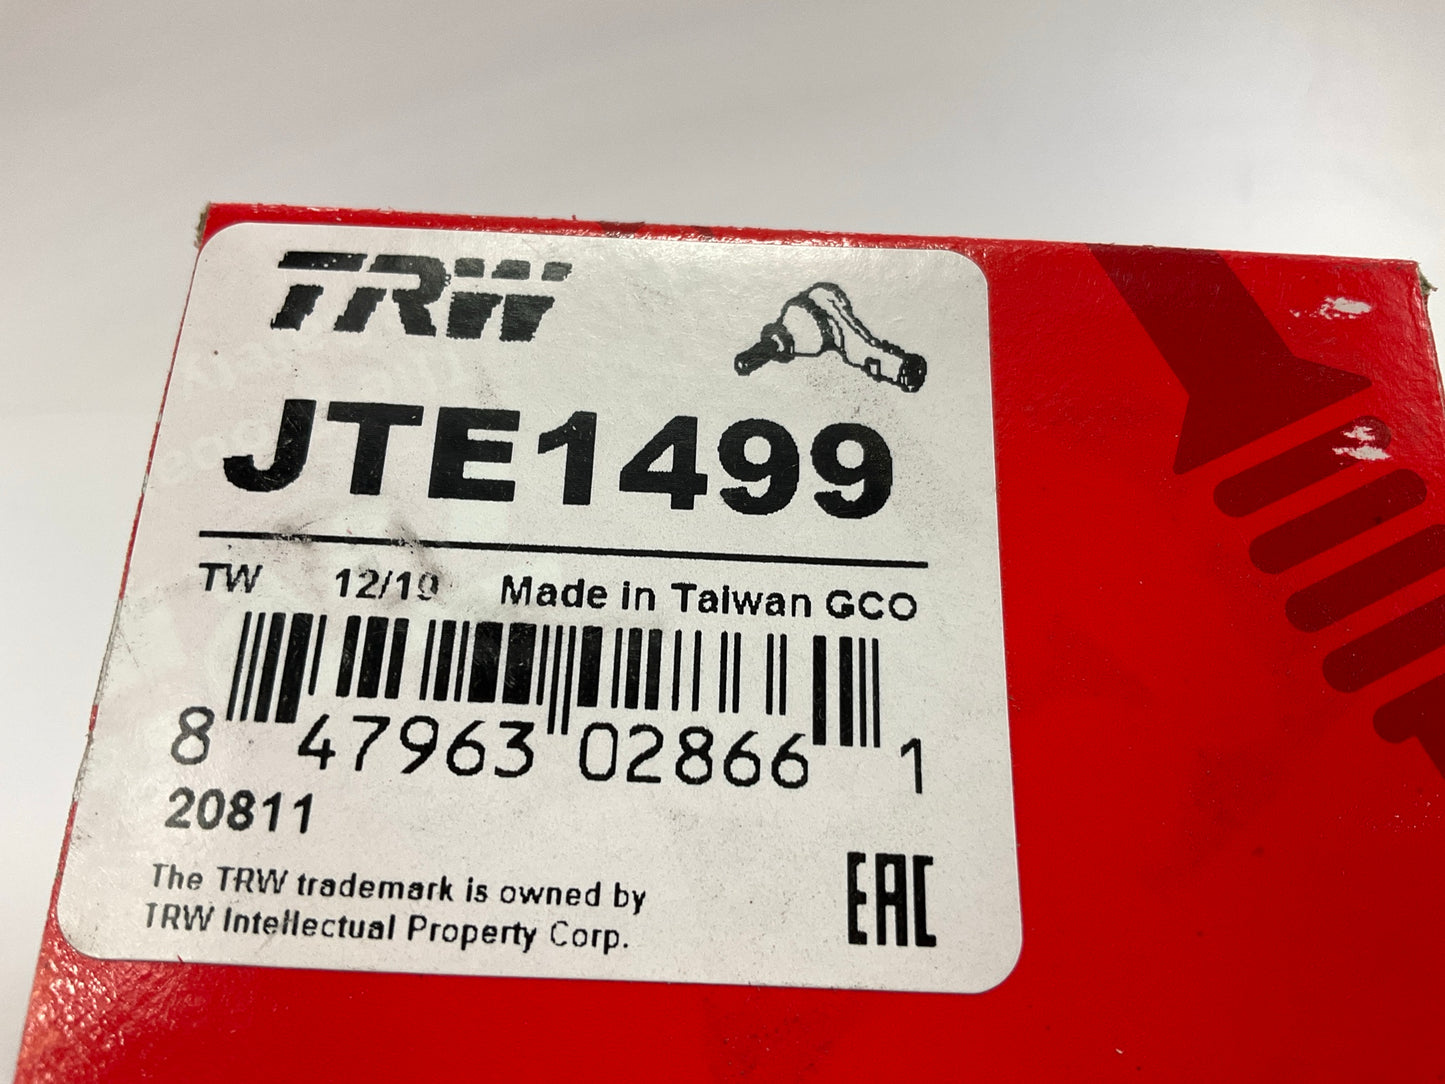 TRW
JTE1499
TW 12/19 Made in Taiwan GCO
8 47963 02866 1
20811
The TRW trademark is owned by
TRW Intellectual Property Corp.
EAC